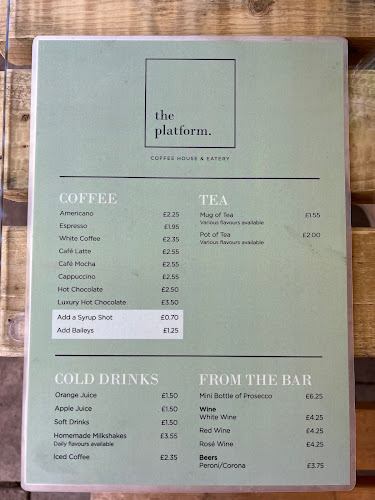 the
platform.
COFFEE HOUSE & EATERY
COFFEE
Americano £2.25
Espresso £1.95
White Coffee £2.35
Café Latte £2.55
Café Mocha £2.55
Cappuccino £2.55
Hot Chocolate £2.50
Luxury Hot Chocolate £3.50
Add a Syrup Shot £0.70
Add Baileys £1.25
TEA
Mug of Tea £1.55
Various flavours available
Pot of Tea £2.00
Various flavours available
COLD DRINKS
Orange Juice £1.50
Apple Juice £1.50
Soft Drinks £1.50
Homemade Milkshakes £3.55
Daily flavours available
Iced Coffee £2.35
FROM THE BAR
Mini Bottle of Prosecco £6.25
Wine
White Wine £4.25
Red Wine £4.25
Rosé Wine £4.25
Beers
Peroni/Corona £3.75